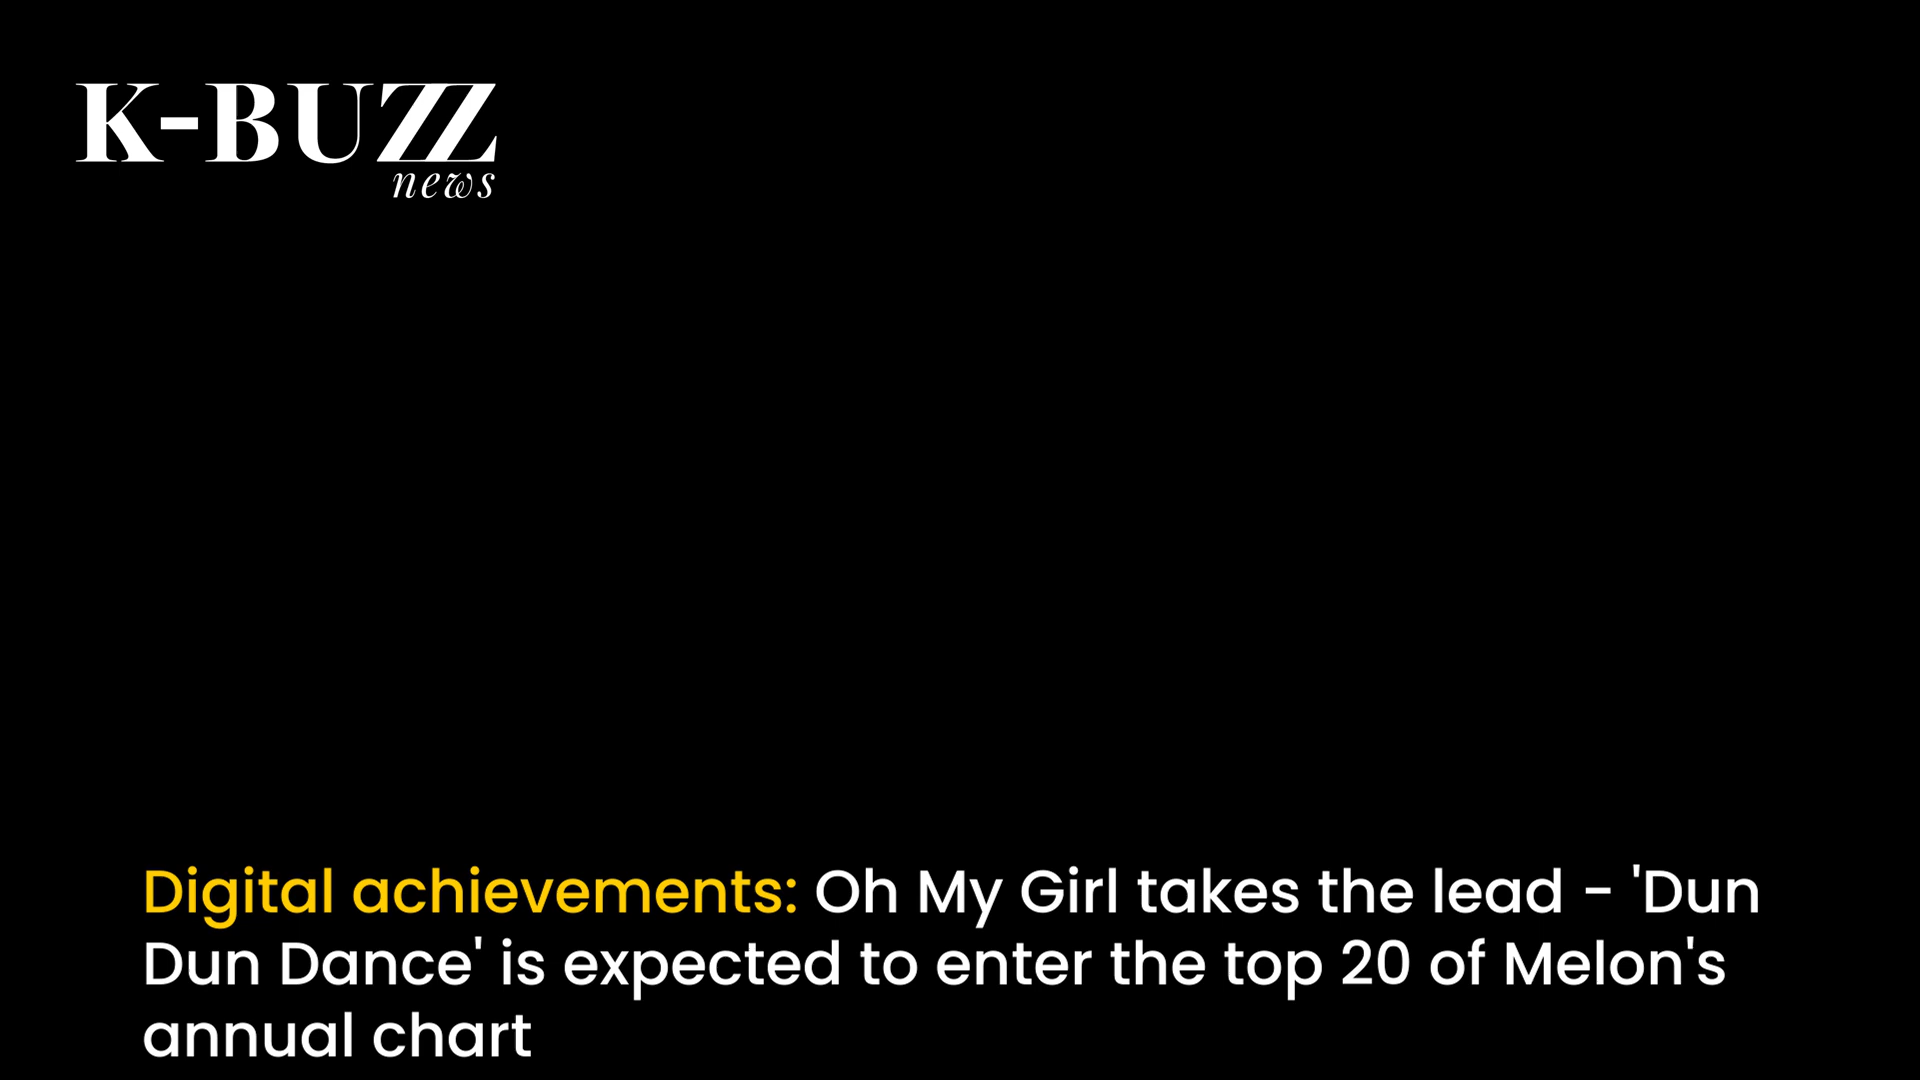 K-BUZZ
news
Digital achievements: Oh My Girl takes the lead - 'Dun
Dun Dance' is expected to enter the top 20 of Melon's
annual chart